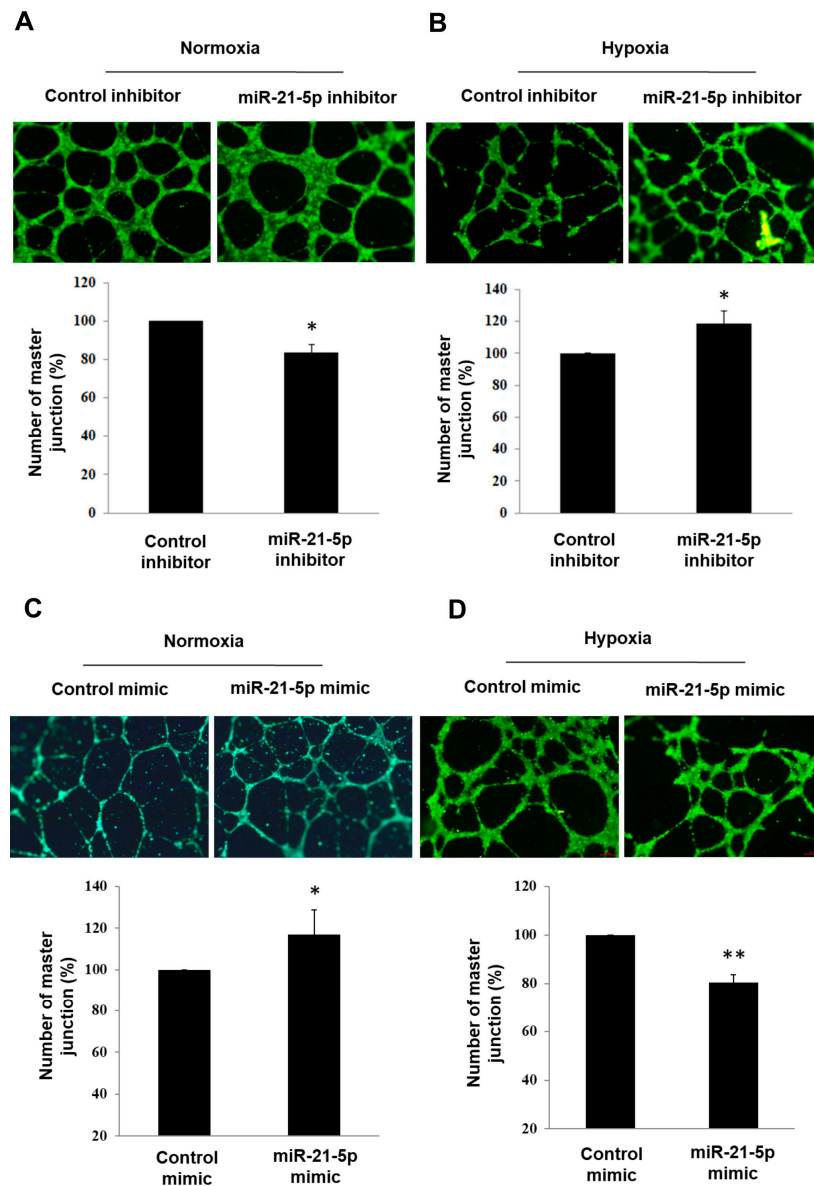 A
Normoxia
Control inhibitor
miR-21-5p inhibitor
Number of master
junction (%)
120
100
80
60
40
20
0
*
Control
inhibitor
miR-21-5p
inhibitor
B
Hypoxia
Control inhibitor
miR-21-5p inhibitor
Number of master
junction (%)
140
120
100
80
60
40
20
0
*
Control
inhibitor
miR-21-5p
inhibitor
C
Normoxia
Control mimic
miR-21-5p mimic
Number of master
junction (%)
140
120
100
80
60
40
20
*
Control
mimic
miR-21-5p
mimic
D
Hypoxia
Control mimic
miR-21-5p mimic
Number of master
junction (%)
120
100
80
60
40
20
**
Control
mimic
miR-21-5p
mimic